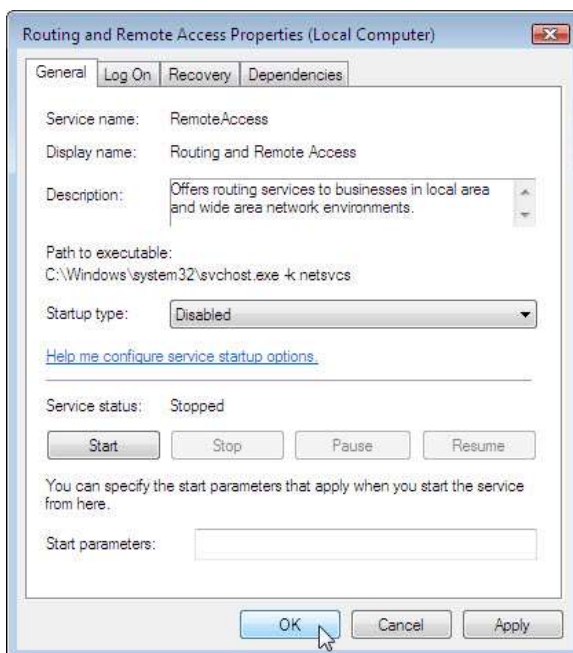 Routing and Remote Access Properties (Local Computer)
General Log On Recovery Dependencies
Service name: RemoteAccess
Display name: Routing and Remote Access
Description: Offers routing services to businesses in local area
and wide area network environments.
Path to executable:
C:\Windows\system32\svchost.exe -k netsvcs
Startup type: Disabled
Help me configure service startup options.
Service status: Stopped
Start Stop Pause Resume
You can specify the start parameters that apply when you start the service
from here.
Start parameters:
OK Cancel Apply